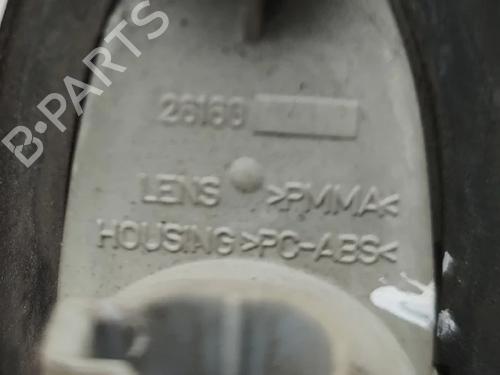 B-PARTS
26160
LENS >PMMA<
HOUSING >PC-ABS<